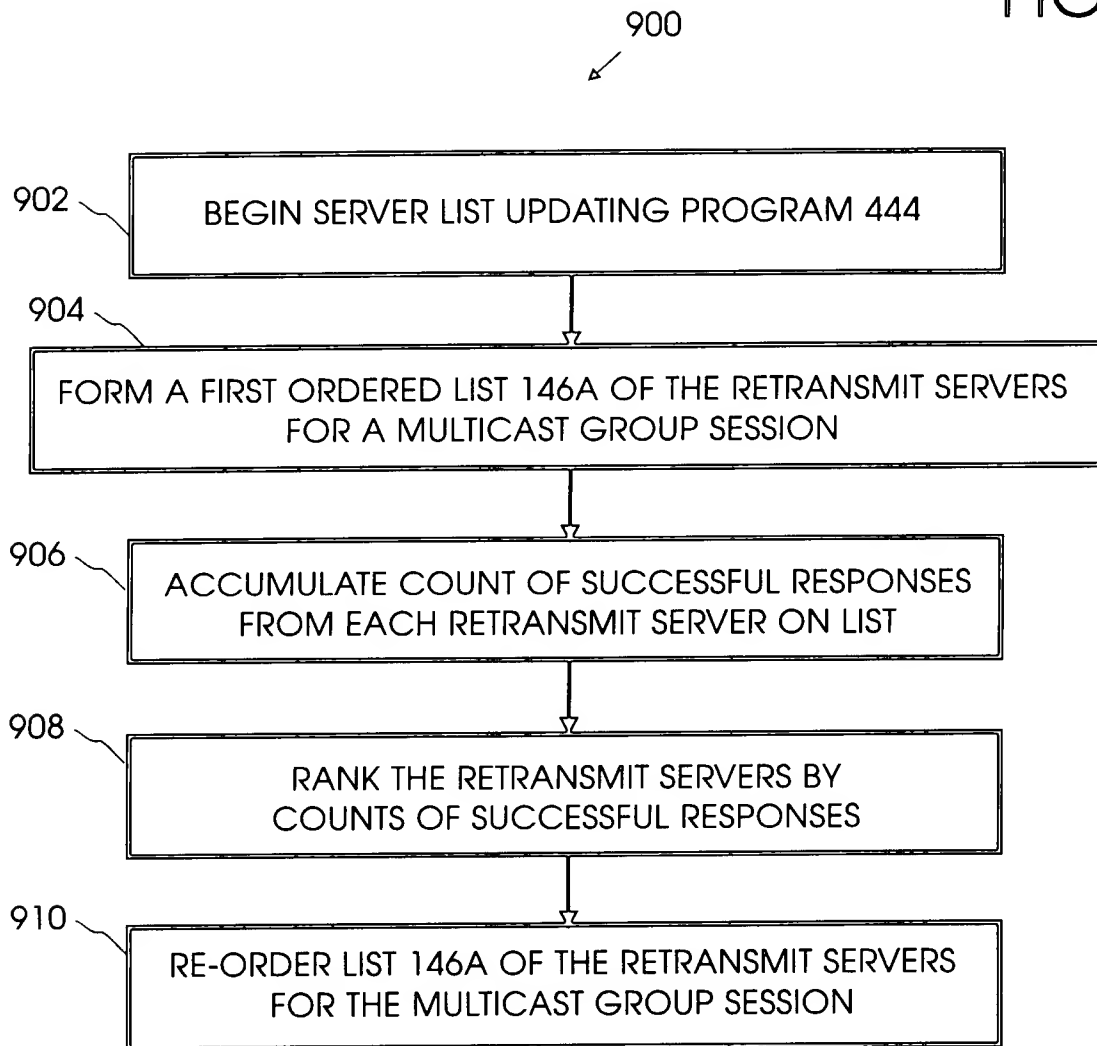 900
902
BEGIN SERVER LIST UPDATING PROGRAM 444
904
FORM A FIRST ORDERED LIST 146A OF THE RETRANSMIT SERVERS
FOR A MULTICAST GROUP SESSION
906
ACCUMULATE COUNT OF SUCCESSFUL RESPONSES
FROM EACH RETRANSMIT SERVER ON LIST
908
RANK THE RETRANSMIT SERVERS BY
COUNTS OF SUCCESSFUL RESPONSES
910
RE-ORDER LIST 146A OF THE RETRANSMIT SERVERS
FOR THE MULTICAST GROUP SESSION